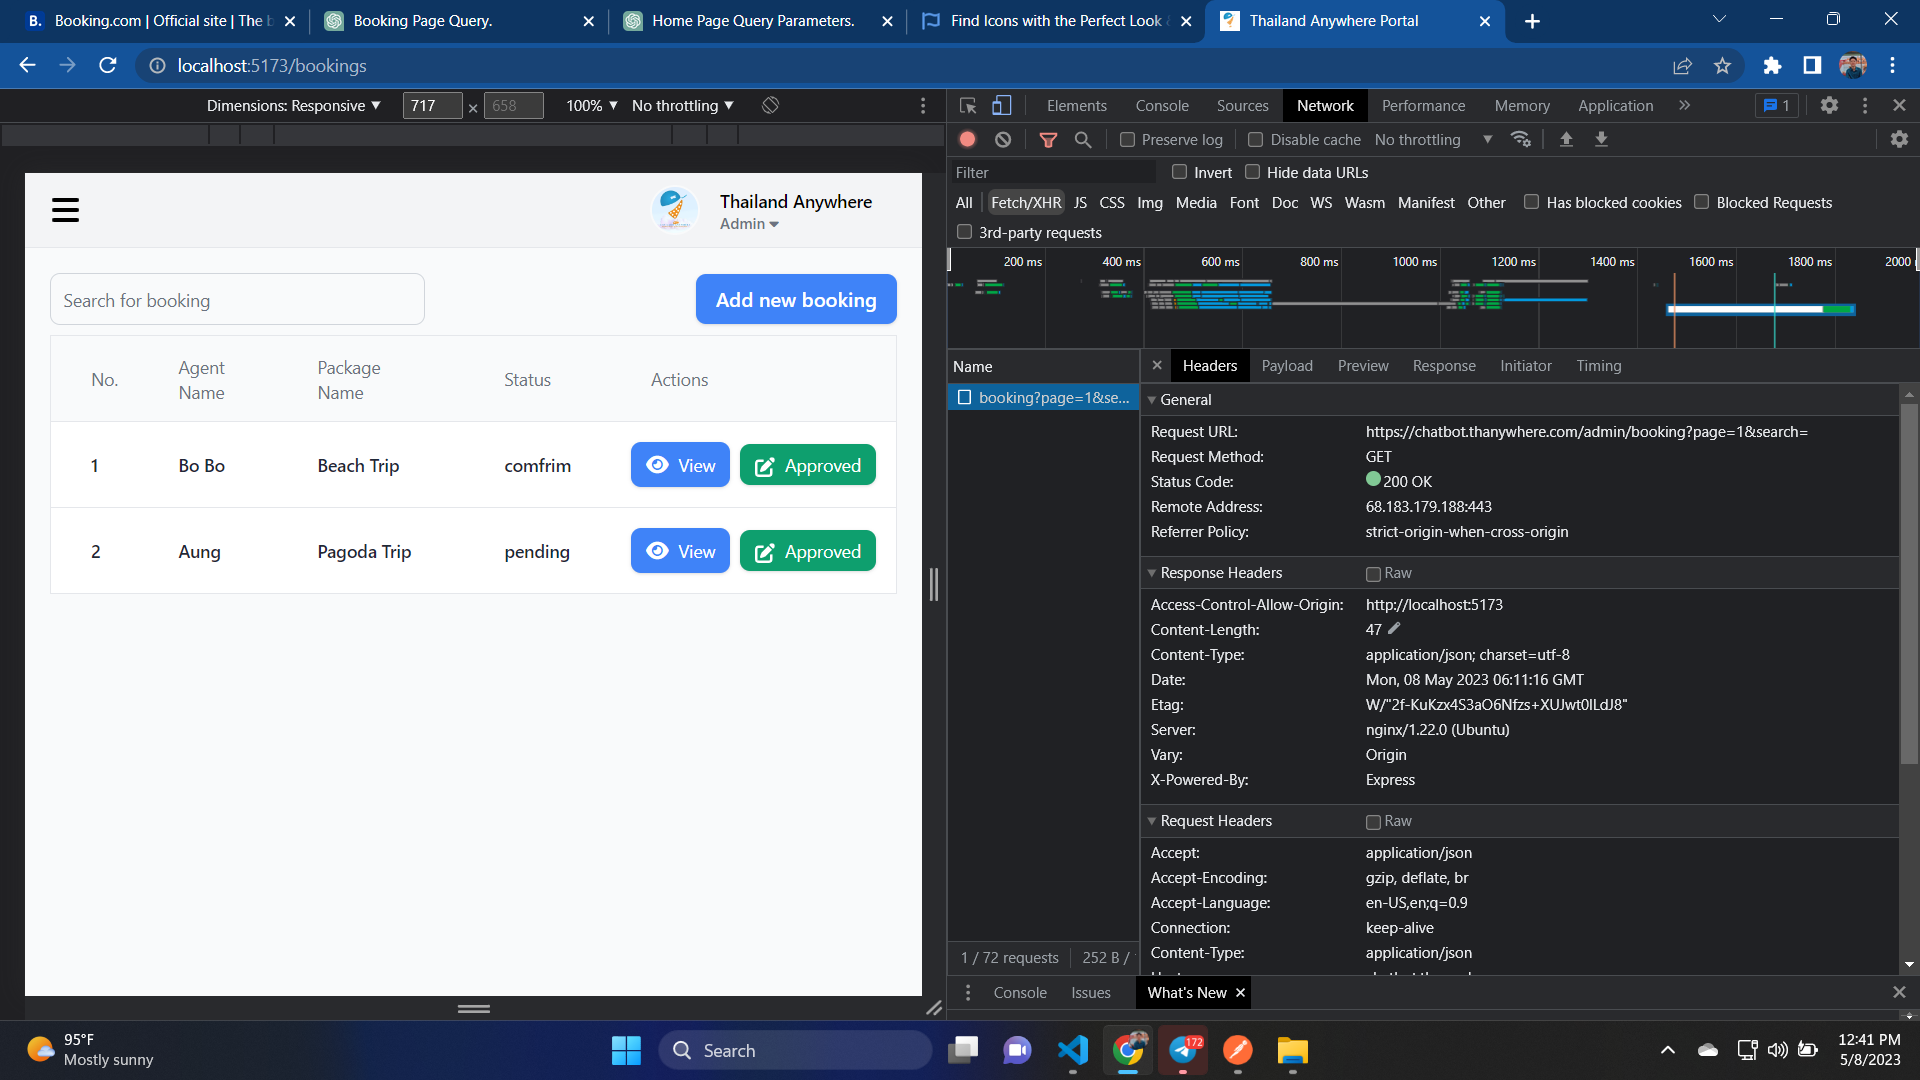 Booking.com | Official site | The b
Booking Page Query.
Home Page Query Parameters.
Find Icons with the Perfect Look &
Thailand Anywhere Portal
localhost:5173/bookings
Dimensions: Responsive ▼ 717 × 658 100% ▼ No throttling ▼
Elements Console Sources Network Performance Memory Application » 1
Preserve log Disable cache No throttling ▼
Filter Invert Hide data URLs
All Fetch/XHR JS CSS Img Media Font Doc WS Wasm Manifest Other Has blocked cookies Blocked Requests
3rd-party requests
200 ms 400 ms 600 ms 800 ms 1000 ms 1200 ms 1400 ms 1600 ms 1800 ms 2000
Thailand Anywhere
Admin
Search for booking
Add new booking
No. Agent Name Package Name Status Actions
1 Bo Bo Beach Trip comfrim View Approved
2 Aung Pagoda Trip pending View Approved
Name
booking?page=1&se...
1 / 72 requests 252 B /
× Headers Payload Preview Response Initiator Timing
General
Request URL: https://chatbot.thanywhere.com/admin/booking?page=1&search=
Request Method: GET
Status Code: 200 OK
Remote Address: 68.183.179.188:443
Referrer Policy: strict-origin-when-cross-origin
Response Headers Raw
Access-Control-Allow-Origin: http://localhost:5173
Content-Length: 47
Content-Type: application/json; charset=utf-8
Date: Mon, 08 May 2023 06:11:16 GMT
Etag: W/"2f-KuKzx4S3aO6Nfzs+XUJwt0lLdJ8"
Server: nginx/1.22.0 (Ubuntu)
Vary: Origin
X-Powered-By: Express
Request Headers Raw
Accept: application/json
Accept-Encoding: gzip, deflate, br
Accept-Language: en-US,en;q=0.9
Connection: keep-alive
Content-Type: application/json
Console Issues What's New ×
95°F
Mostly sunny
Search
172
12:41 PM
5/8/2023